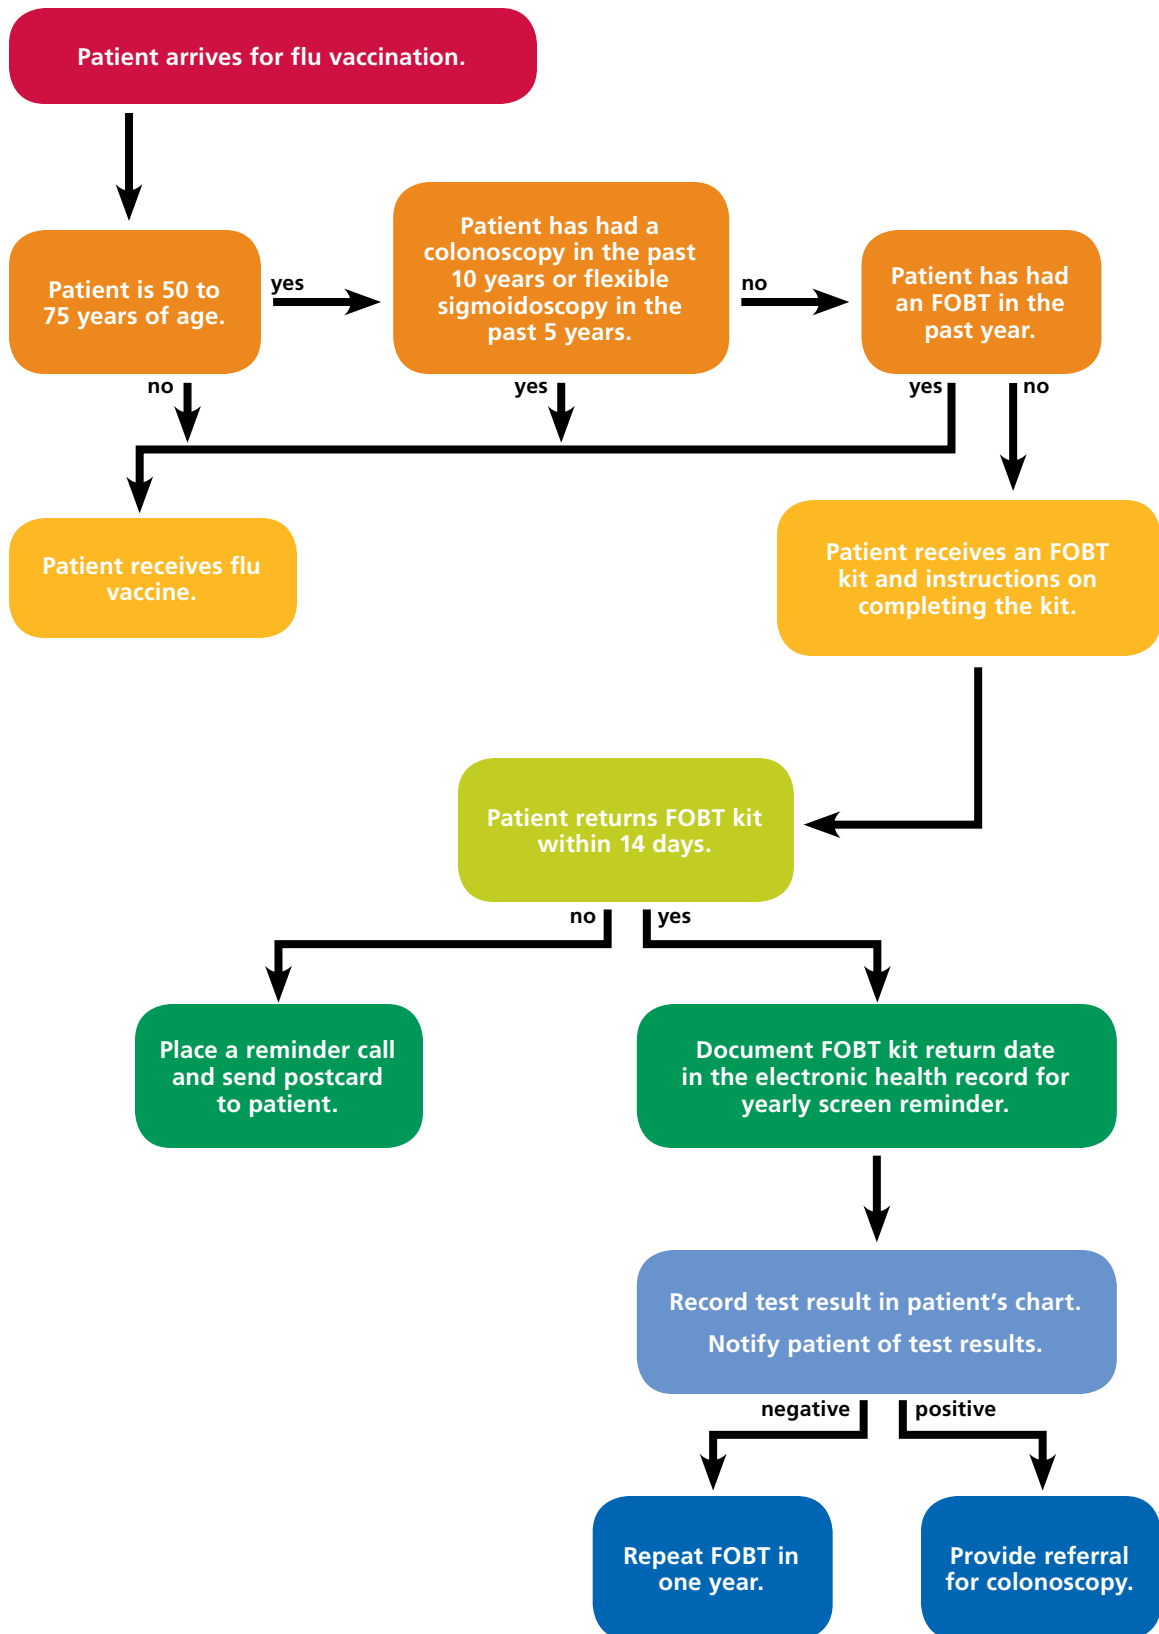 Patient arrives for flu vaccination.
Patient is 50 to
75 years of age.
yes
Patient has had a
colonoscopy in the past
10 years or flexible
sigmoidoscopy in the
past 5 years.
no
Patient has had
an FOBT in the
past year.
no
yes
yes
no
Patient receives flu
vaccine.
Patient receives an FOBT
kit and instructions on
completing the kit.
Patient returns FOBT kit
within 14 days.
no
yes
Place a reminder call
and send postcard
to patient.
Document FOBT kit return date
in the electronic health record for
yearly screen reminder.
Record test result in patient’s chart.
Notify patient of test results.
negative
positive
Repeat FOBT in
one year.
Provide referral
for colonoscopy.